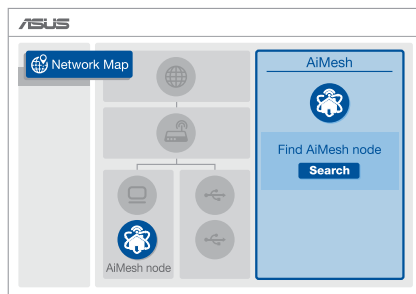 ASUS
Network Map
AiMesh node
AiMesh
Find AiMesh node
Search